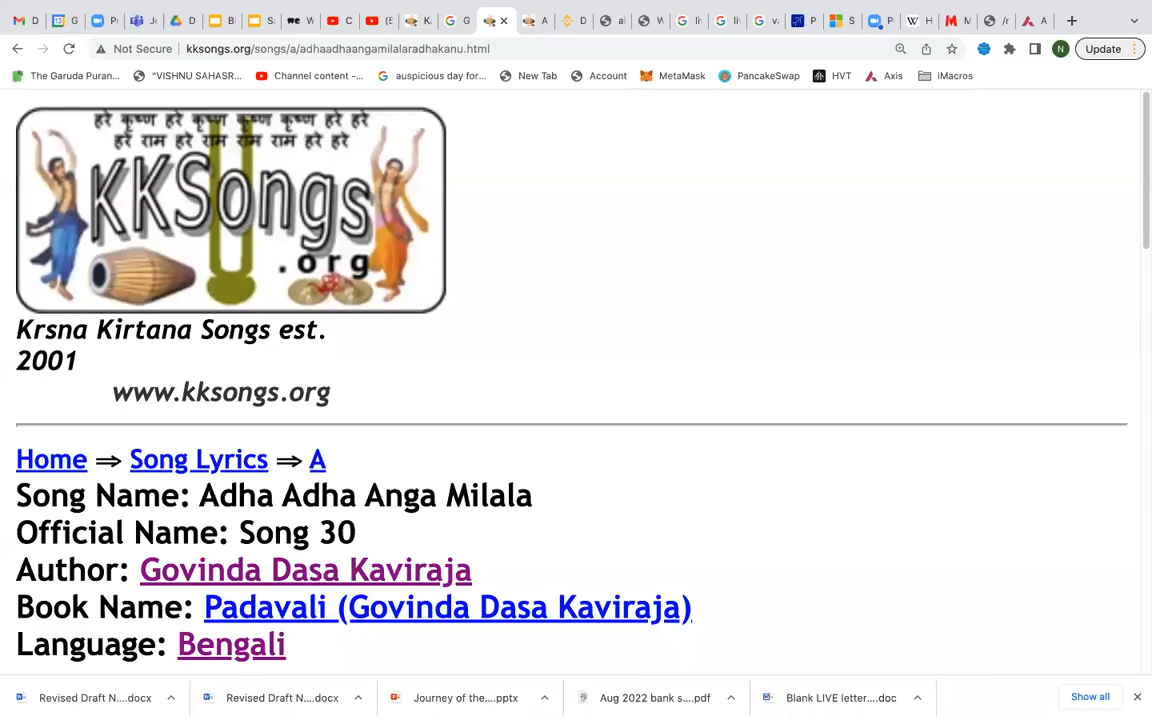 D
G
P
J
D
B
S
W
C
(E
K
G
A
D
al
W
li
li
v
P
S
P
H
M
/r
A
Not Secure
kksongs.org/songs/a/adhaadhaangamilalaradhakanu.html
N
Update
The Garuda Puran...
"VISHNU SAHASR...
Channel content -...
auspicious day for...
New Tab
Account
MetaMask
PancakeSwap
HVT
Axis
iMacros
हरे कृष्ण हरे कृष्ण कृष्ण कृष्ण हरे हरे
हरे राम हरे राम राम राम हरे हरे
KKSongs
.org
Krsna Kirtana Songs est.
2001
www.kksongs.org
Home ⇒ Song Lyrics ⇒ A
Song Name: Adha Adha Anga Milala
Official Name: Song 30
Author: Govinda Dasa Kaviraja
Book Name: Padavali (Govinda Dasa Kaviraja)
Language: Bengali
Revised Draft N....docx
Revised Draft N....docx
Journey of the....pptx
Aug 2022 bank s....pdf
Blank LIVE letter....doc
Show all